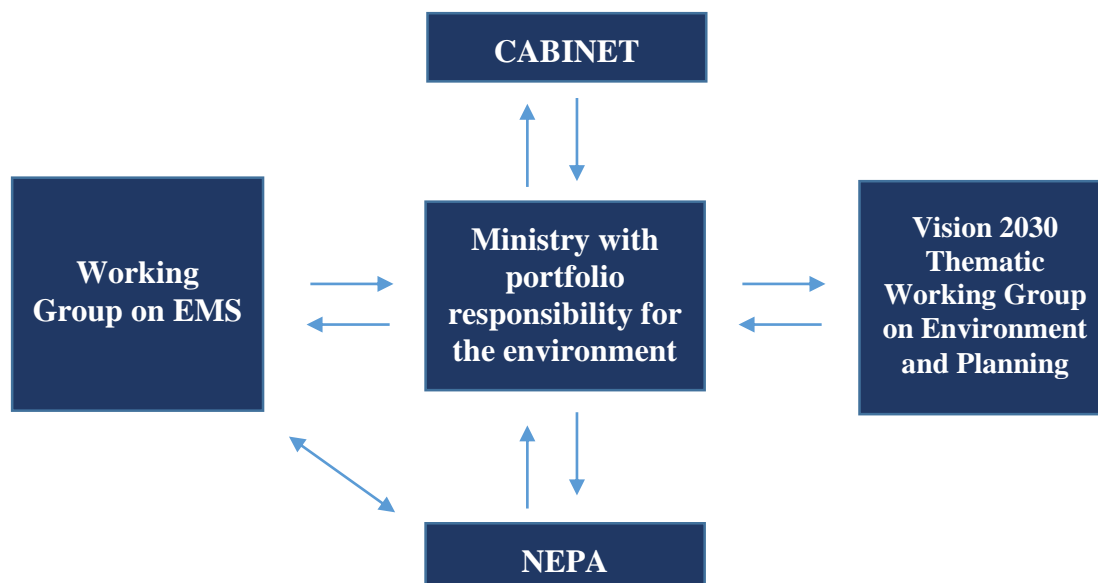 CABINET
Working
Group on EMS
Ministry with
portfolio
responsibility for
the environment
Vision 2030
Thematic
Working Group
on Environment
and Planning
NEPA